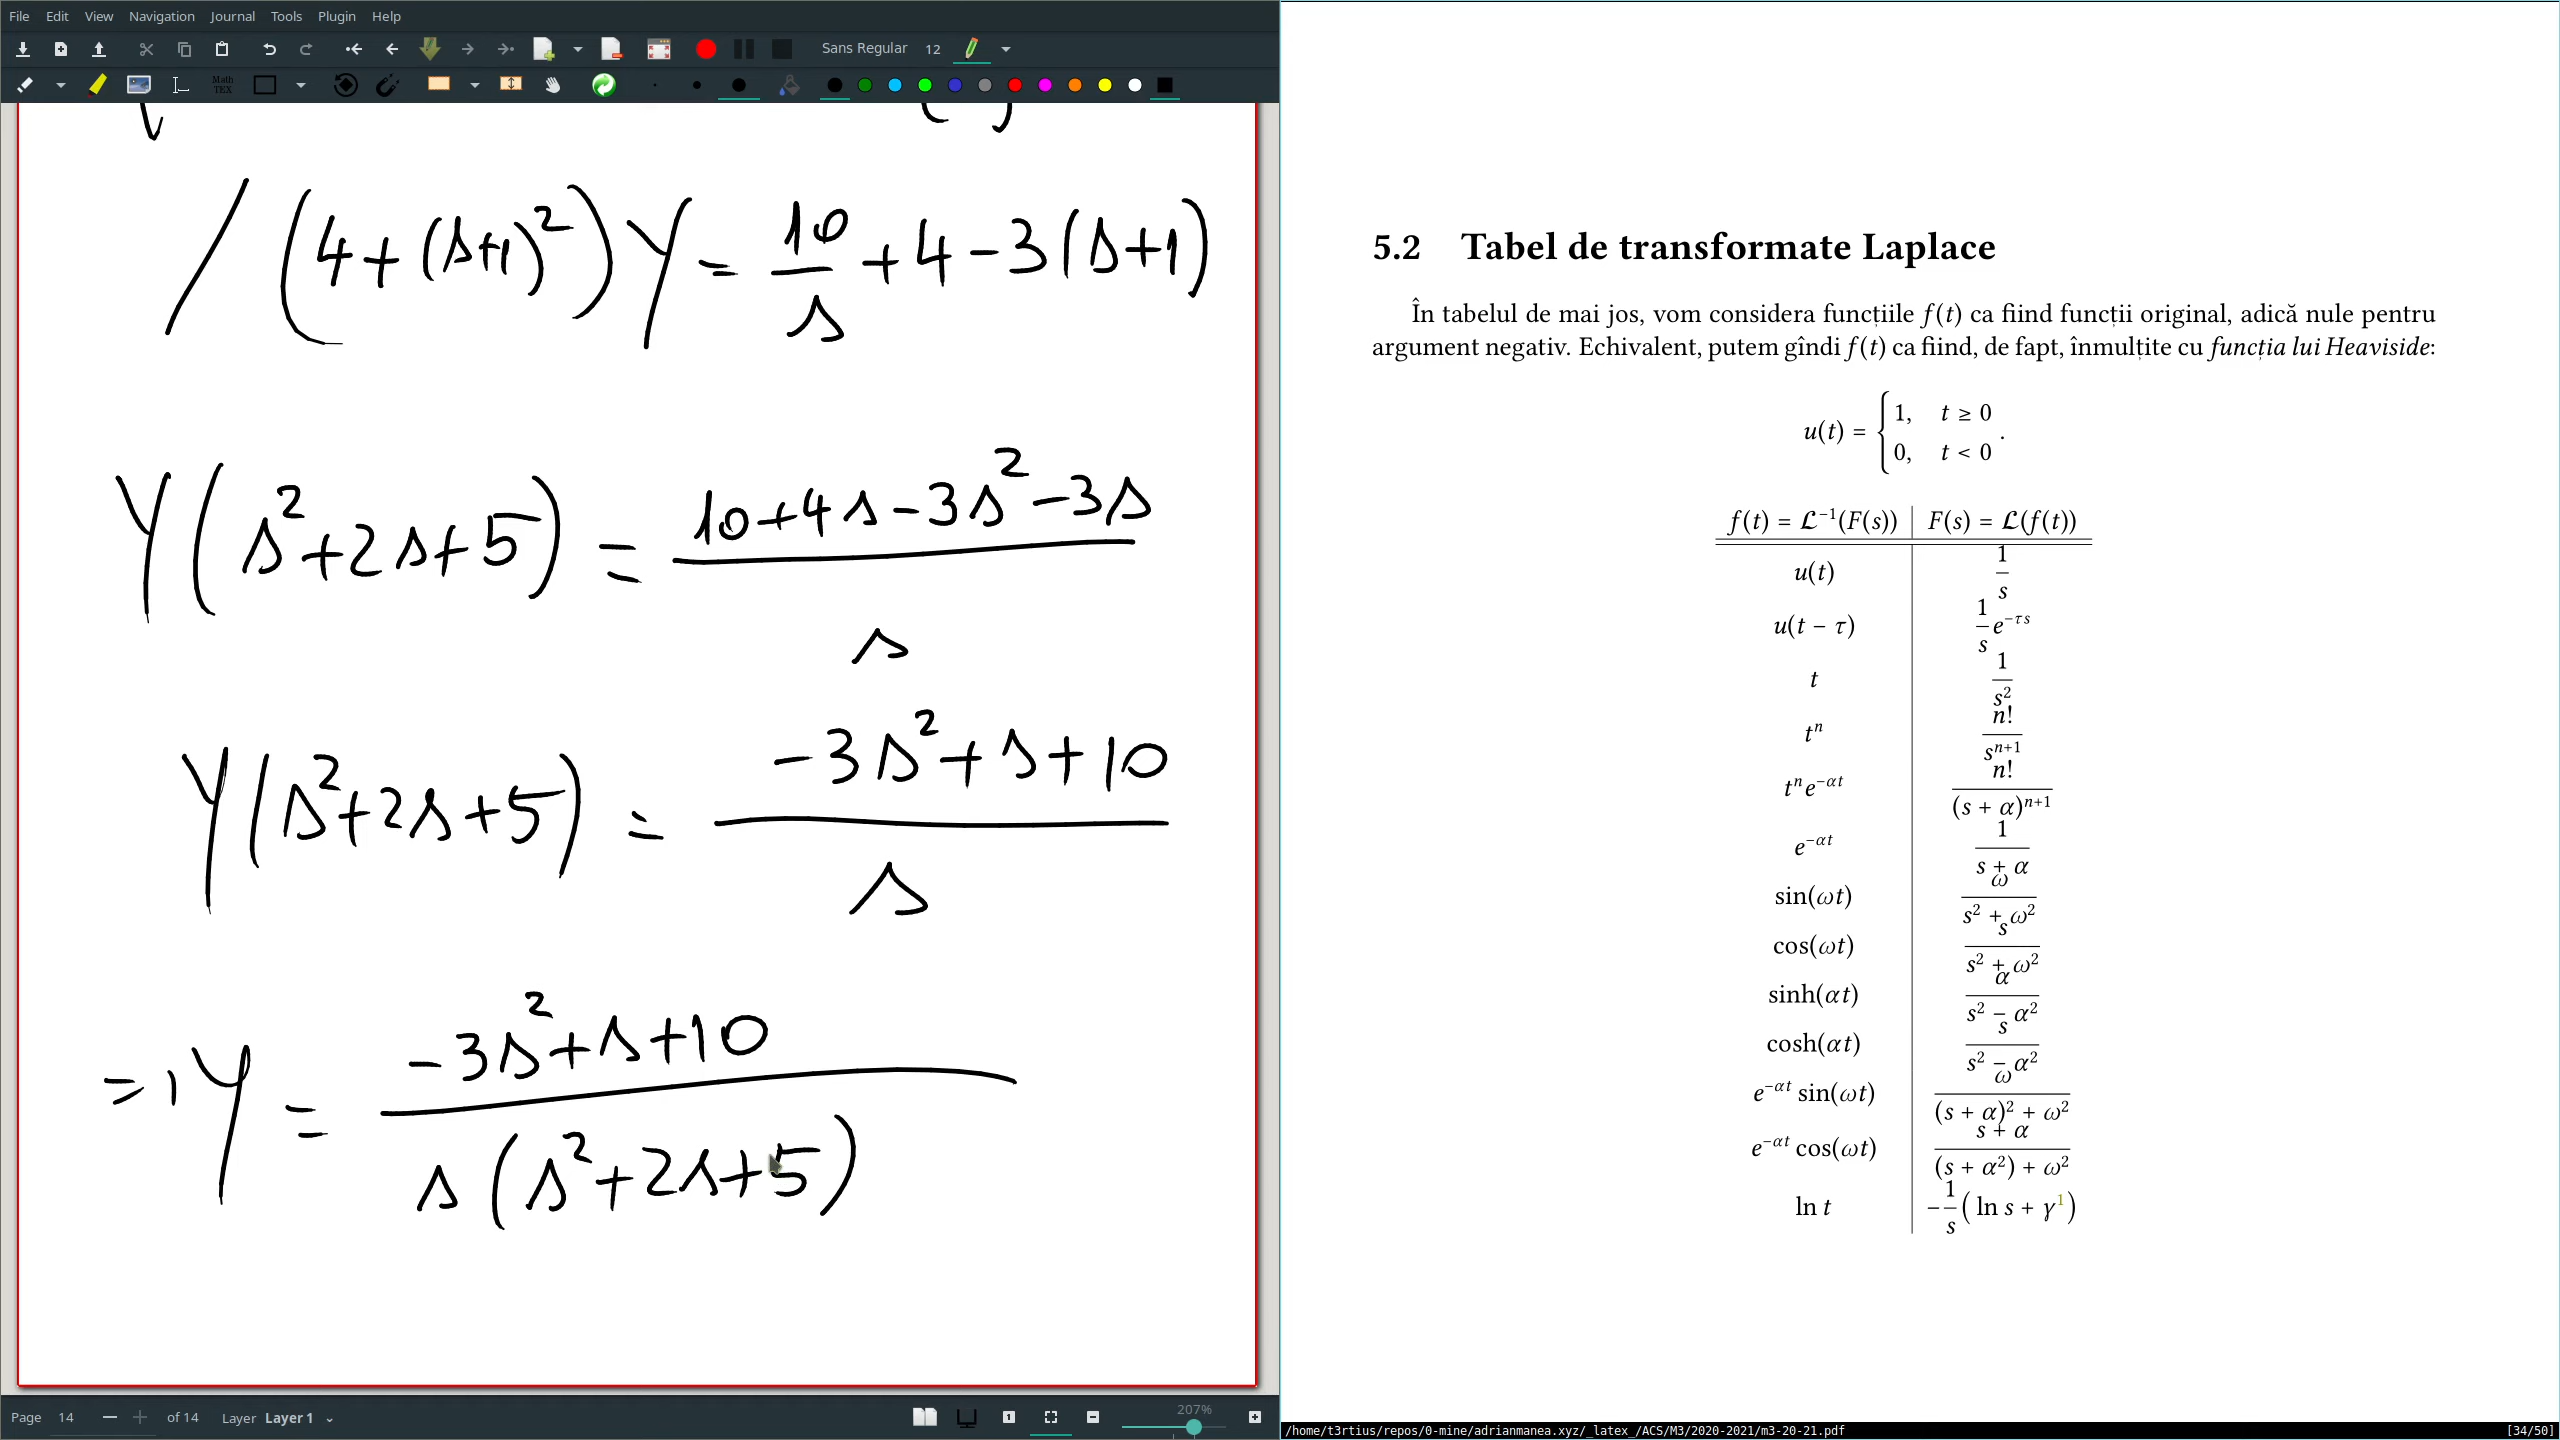 File Edit View Navigation Journal Tools Plugin Help
Sans Regular 12
Math TEX
/ (4+(s+1)²)Y = 10/s + 4 - 3(s+1)
Y(s²+2s+5) = (10+4s-3s²-3s)/s
Y(s²+2s+5) = (-3s²+s+10)/s
=) Y = (-3s²+s+10)/(s(s²+2s+5))
Page 14 of 14 Layer Layer 1 207%
5.2 Tabel de transformate Laplace
În tabelul de mai jos, vom considera funcțiile f(t) ca fiind funcții original, adică nule pentru
argument negativ. Echivalent, putem gîndi f(t) ca fiind, de fapt, înmulțite cu funcția lui Heaviside:
u(t) = { 1, t ≥ 0
0, t < 0 .
f(t) = ℒ⁻¹(F(s)) | F(s) = ℒ(f(t))
u(t) | 1/s
u(t − τ) | 1/s e^{−τs}
t | 1/s²
tⁿ | n!/s^{n+1}
tⁿe^{−αt} | n!/(s + α)^{n+1}
e^{−αt} | 1/(s + α)
sin(ωt) | ω/(s² + ω²)
cos(ωt) | s/(s² + ω²)
sinh(αt) | α/(s² − α²)
cosh(αt) | s/(s² − α²)
e^{−αt} sin(ωt) | ω/((s + α)² + ω²)
e^{−αt} cos(ωt) | (s + α)/((s + α²) + ω²)
ln t | −1/s (ln s + γ¹)
/home/t3rtius/repos/0-mine/adrianmanea.xyz/_latex_/ACS/M3/2020-2021/m3-20-21.pdf [34/50]